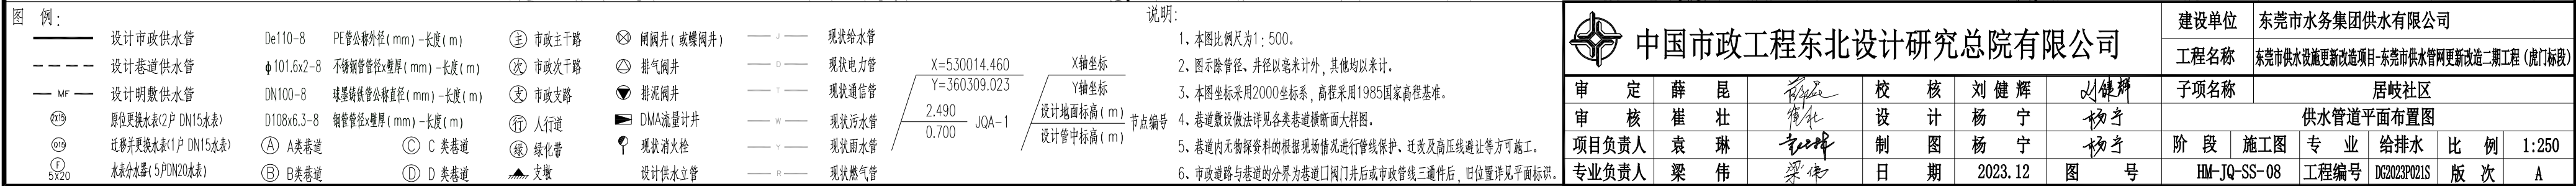 图 例:
设计市政供水管 De110-8 PE管公称外径(mm)-长度(m)
设计巷道供水管 φ101.6x2-8 不锈钢管管径x壁厚(mm)-长度(m)
MF 设计明敷供水管 DN100-8 球墨铸铁管公称直径(mm)-长度(m)
2x15 原位更换水表(2户 DN15水表) D108x6.3-8 钢管管径x壁厚(mm)-长度(m)
Q15 迁移并更换水表(1户 DN15水表) A A类巷道 C C 类巷道
F 5X20 水表分水器(5户DN20水表) B B类巷道 D D 类巷道
主 市政主干路
次 市政次干路
支 市政支路
行 人行道
绿 绿化带
支墩
闸阀井(或蝶阀井)
排气阀井
排泥阀井
DMA流量计井
现状消火栓
设计供水立管
J 现状给水管
D 现状电力管
T 现状通信管
W 现状污水管
Y 现状雨水管
R 现状燃气管
X=530014.460
Y=360309.023
2.490
0.700
JQA-1
X轴坐标
Y轴坐标
设计地面标高(m)
设计管中标高(m)
节点编号
说明:
1、本图比例尺为1: 500。
2、图示除管径、井径以毫米计外,其他均以米计。
3、本图坐标采用2000坐标系,高程采用1985国家高程基准。
4、巷道敷设做法详见各类巷道横断面大样图。
5、巷道内无物探资料的根据现场情况进行管线保护、迁改及高压线避让等方可施工。
6、市政道路与巷道的分界为巷道口阀门井后或市政管线三通件后,旧位置详见平面标识。
中国市政工程东北设计研究总院有限公司
建设单位 东莞市水务集团供水有限公司
工程名称 东莞市供水设施更新改造项目-东莞市供水管网更新改造二期工程(虎门标段)
审 定 薛 昆 校 核 刘健辉 刘健辉 子项名称 居岐社区
审 核 崔 壮 崔壮 设 计 杨 宁 杨宁 供水管道平面布置图
项目负责人 袁 琳 制 图 杨 宁 杨宁 阶 段 施工图 专 业 给排水 比 例 1:250
专业负责人 梁 伟 梁伟 日 期 2023.12 图 号 HM-JQ-SS-08 工程编号 DG2023P021S 版 次 A